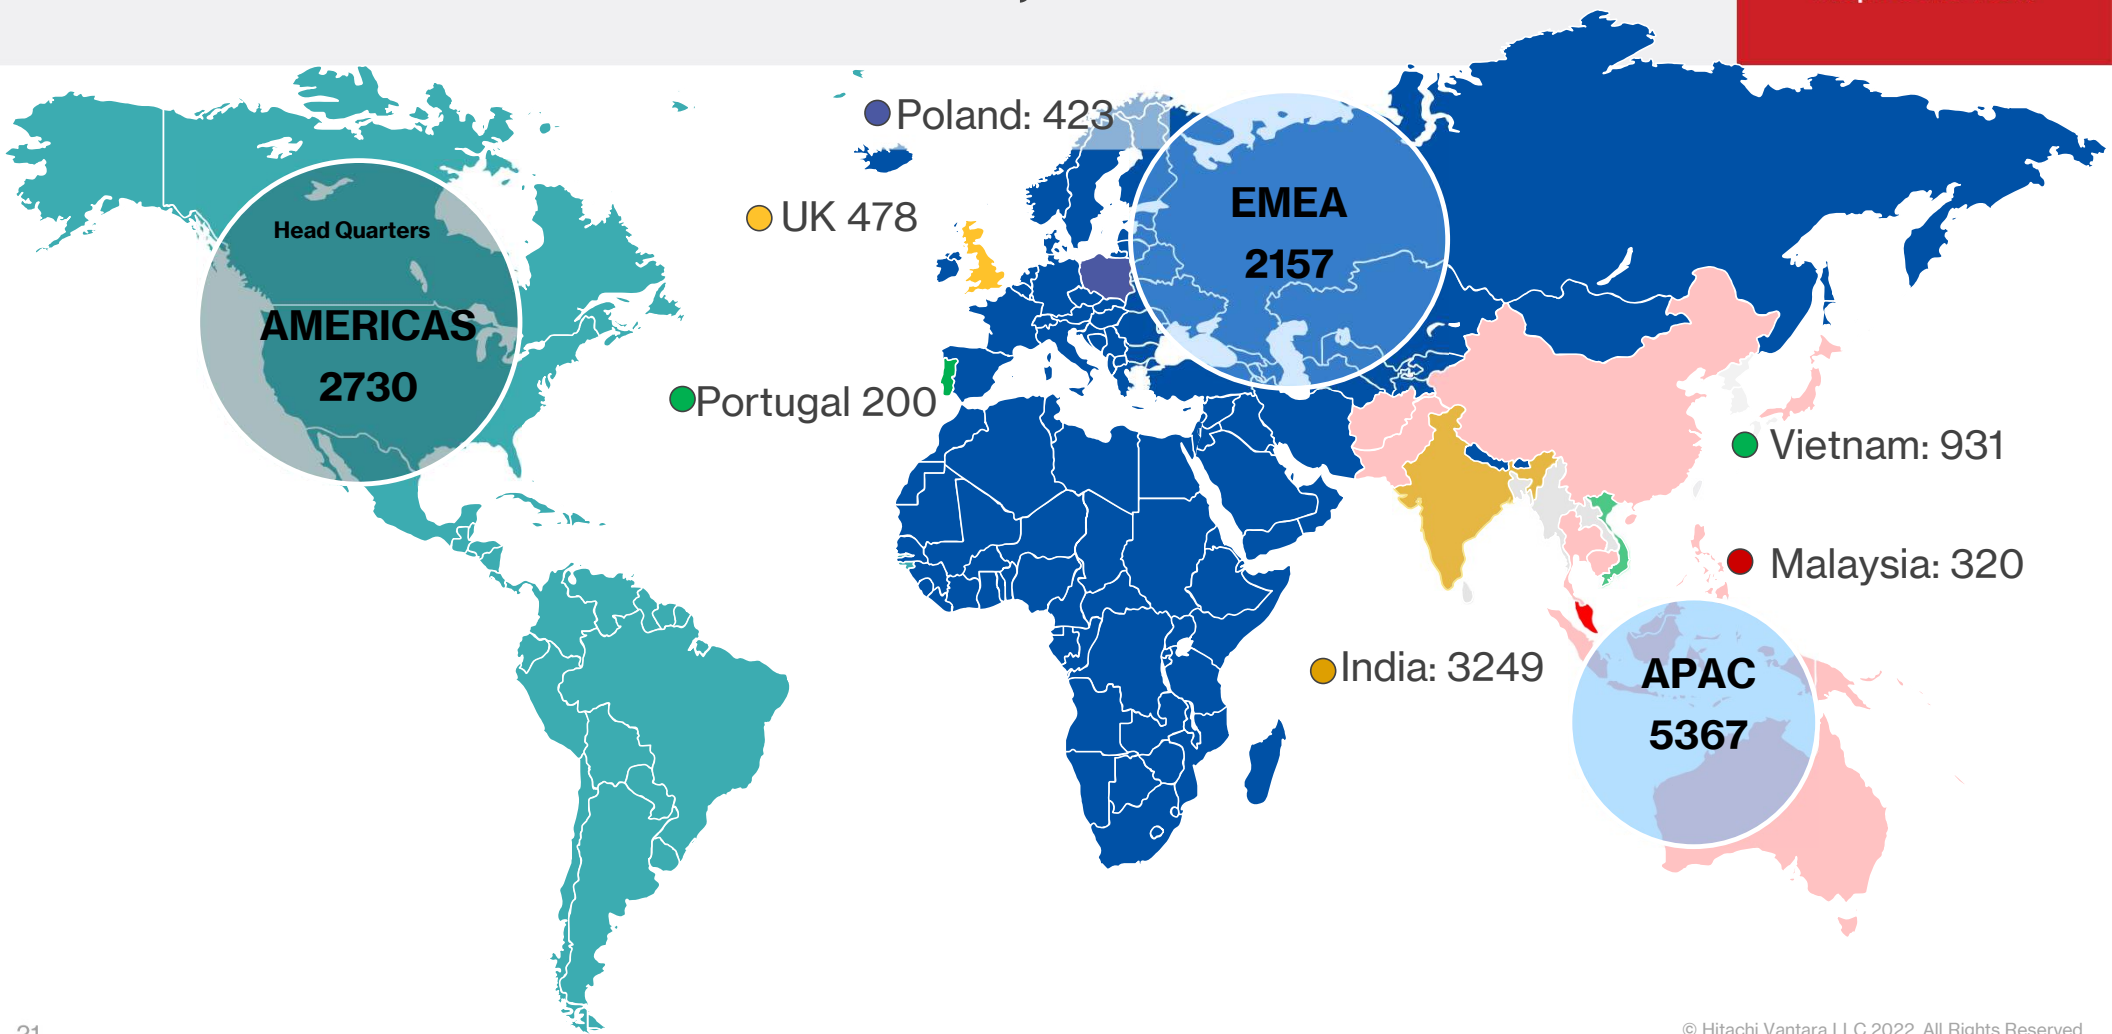 Poland: 423
UK 478
Portugal 200
Head Quarters
AMERICAS
2730
EMEA
2157
Vietnam: 931
Malaysia: 320
India: 3249
APAC
5367
© Hitachi Vantara LLC 2022. All Rights Reserved